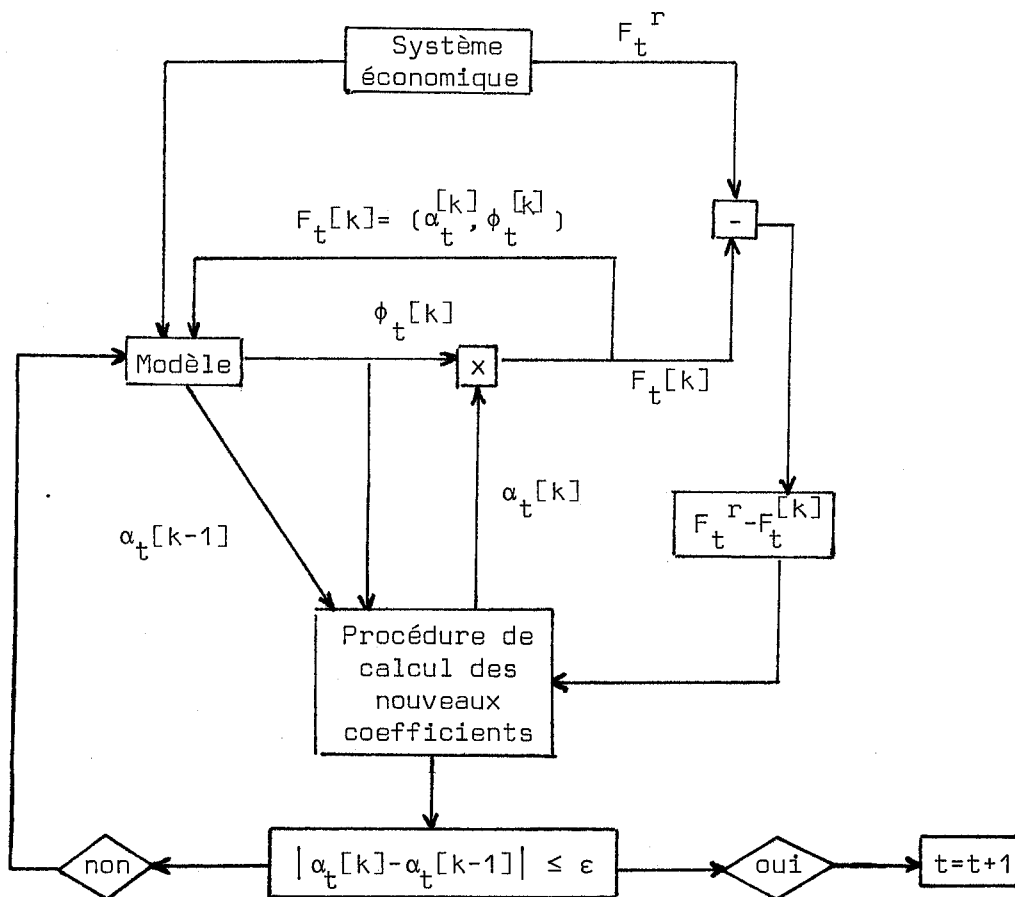 F_t^r
Système
économique
F_t[k]= (α_t^[k], ϕ_t^[k])
-
ϕ_t[k]
Modèle
x
F_t[k]
α_t[k]
α_t[k-1]
F_t^r-F_t^[k]
Procédure de
calcul des
nouveaux
coefficients
non
|α_t[k]-α_t[k-1]| ≤ ε
oui
t=t+1